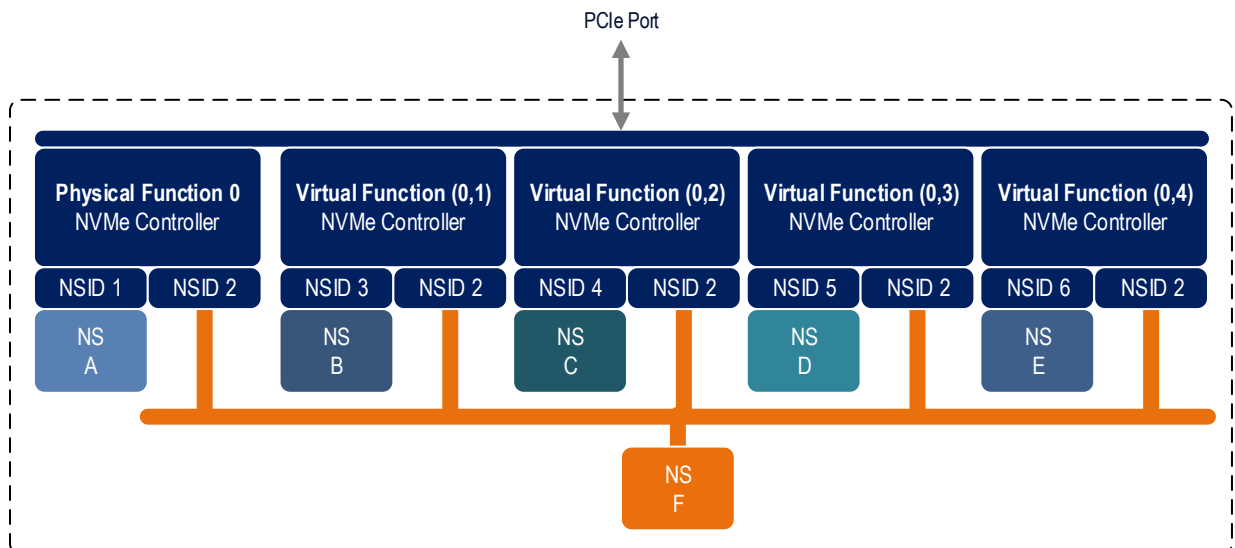 PCIe Port
Physical Function 0
NVMe Controller
Virtual Function (0,1)
NVMe Controller
Virtual Function (0,2)
NVMe Controller
Virtual Function (0,3)
NVMe Controller
Virtual Function (0,4)
NVMe Controller
NSID 1
NSID 2
NSID 3
NSID 2
NSID 4
NSID 2
NSID 5
NSID 2
NSID 6
NSID 2
NS
A
NS
B
NS
C
NS
D
NS
E
NS
F